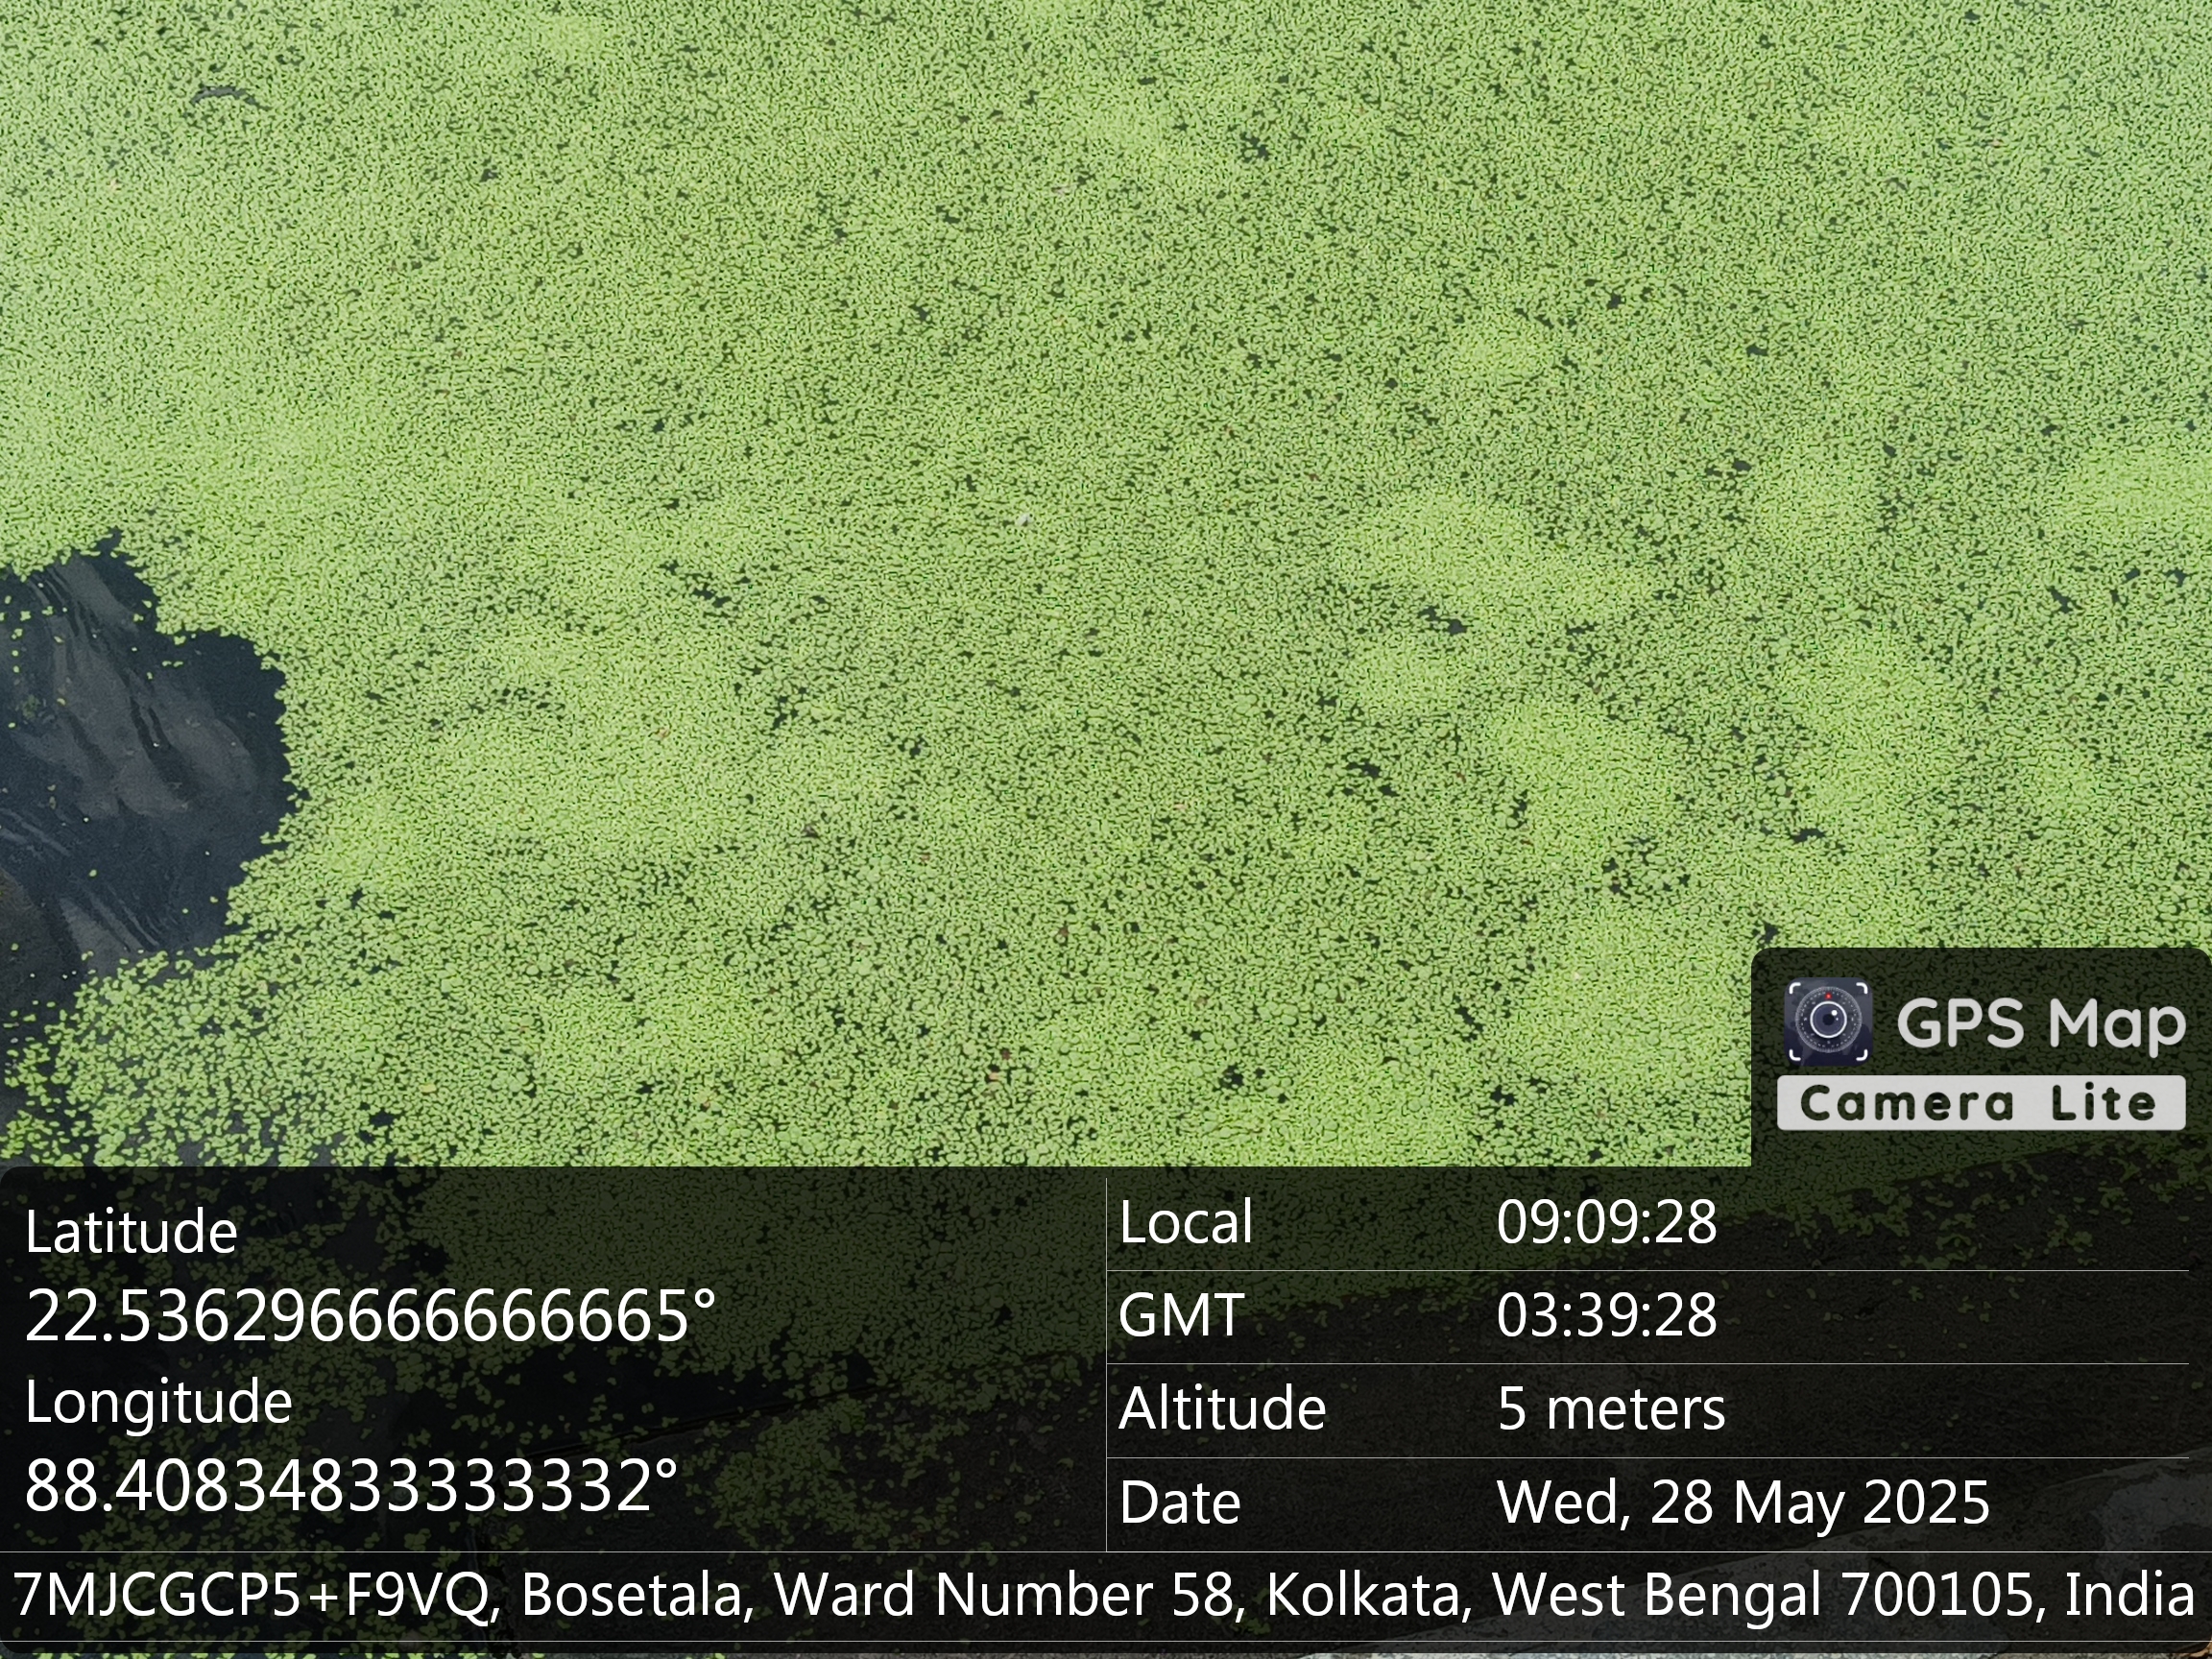 GPS Map
Camera Lite
Latitude
22.536296666666665°
Longitude
88.40834833333332°
Local 09:09:28
GMT 03:39:28
Altitude 5 meters
Date Wed, 28 May 2025
7MJCGCP5+F9VQ, Bosetala, Ward Number 58, Kolkata, West Bengal 700105, India